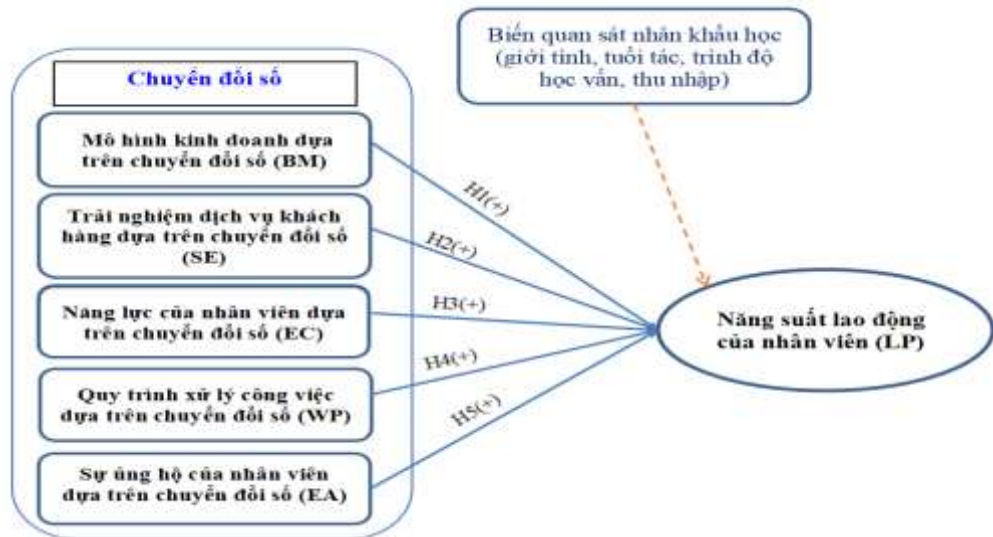 Biến quan sát nhân khẩu học
(giới tính, tuổi tác, trình độ
học vấn, thu nhập)
Chuyển đổi số
Mô hình kinh doanh dựa
trên chuyển đổi số (BM)
Trải nghiệm dịch vụ khách
hàng dựa trên chuyển đổi số
(SE)
Năng lực của nhân viên dựa
trên chuyển đổi số (EC)
Quy trình xử lý công việc
dựa trên chuyển đổi số (WP)
Sự ủng hộ của nhân viên
dựa trên chuyển đổi số (EA)
H1(+)
H2(+)
H3(+)
H4(+)
H5(+)
Năng suất lao động
của nhân viên (LP)